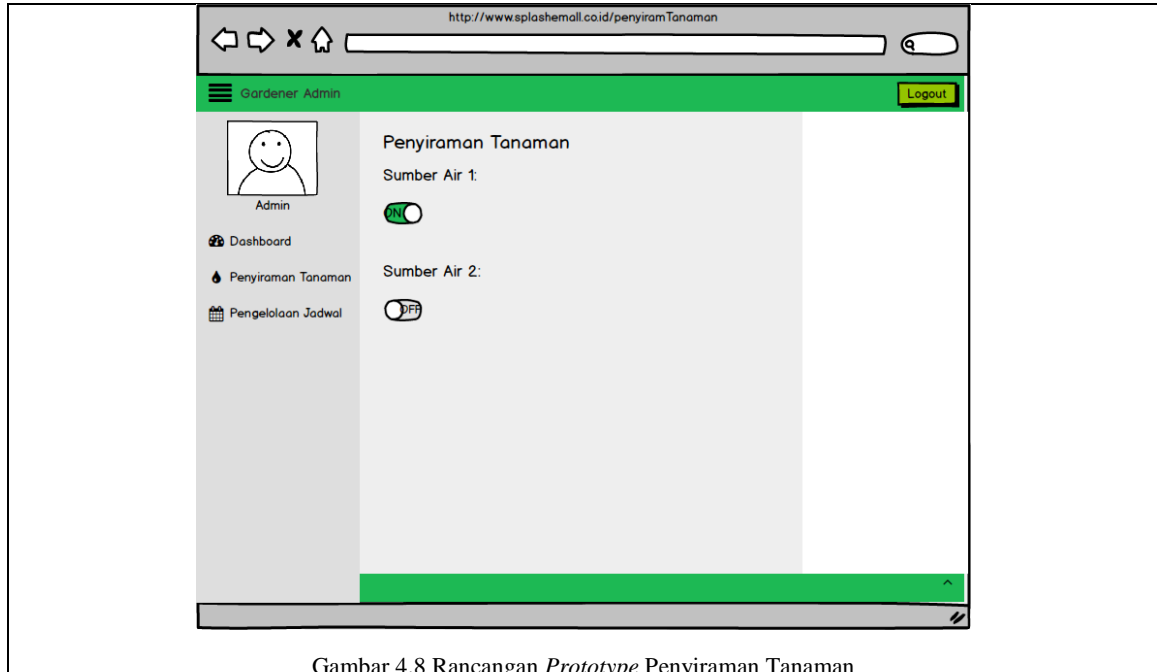 http://www.splashemall.co.id/penyiramTanaman
Gardener Admin
Logout
Admin
Dashboard
Penyiraman Tanaman
Pengelolaan Jadwal
Penyiraman Tanaman
Sumber Air 1:
ON
Sumber Air 2:
OFF
Gambar 4.8 Rancangan Prototype Penyiraman Tanaman